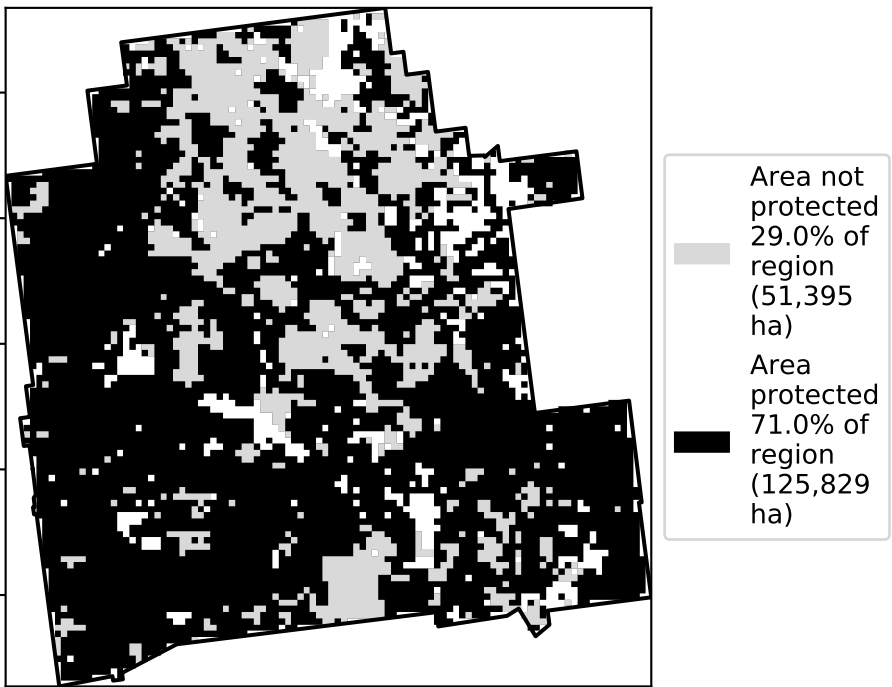 Area not
protected
29.0% of
region
(51,395
ha)
Area
protected
71.0% of
region
(125,829
ha)